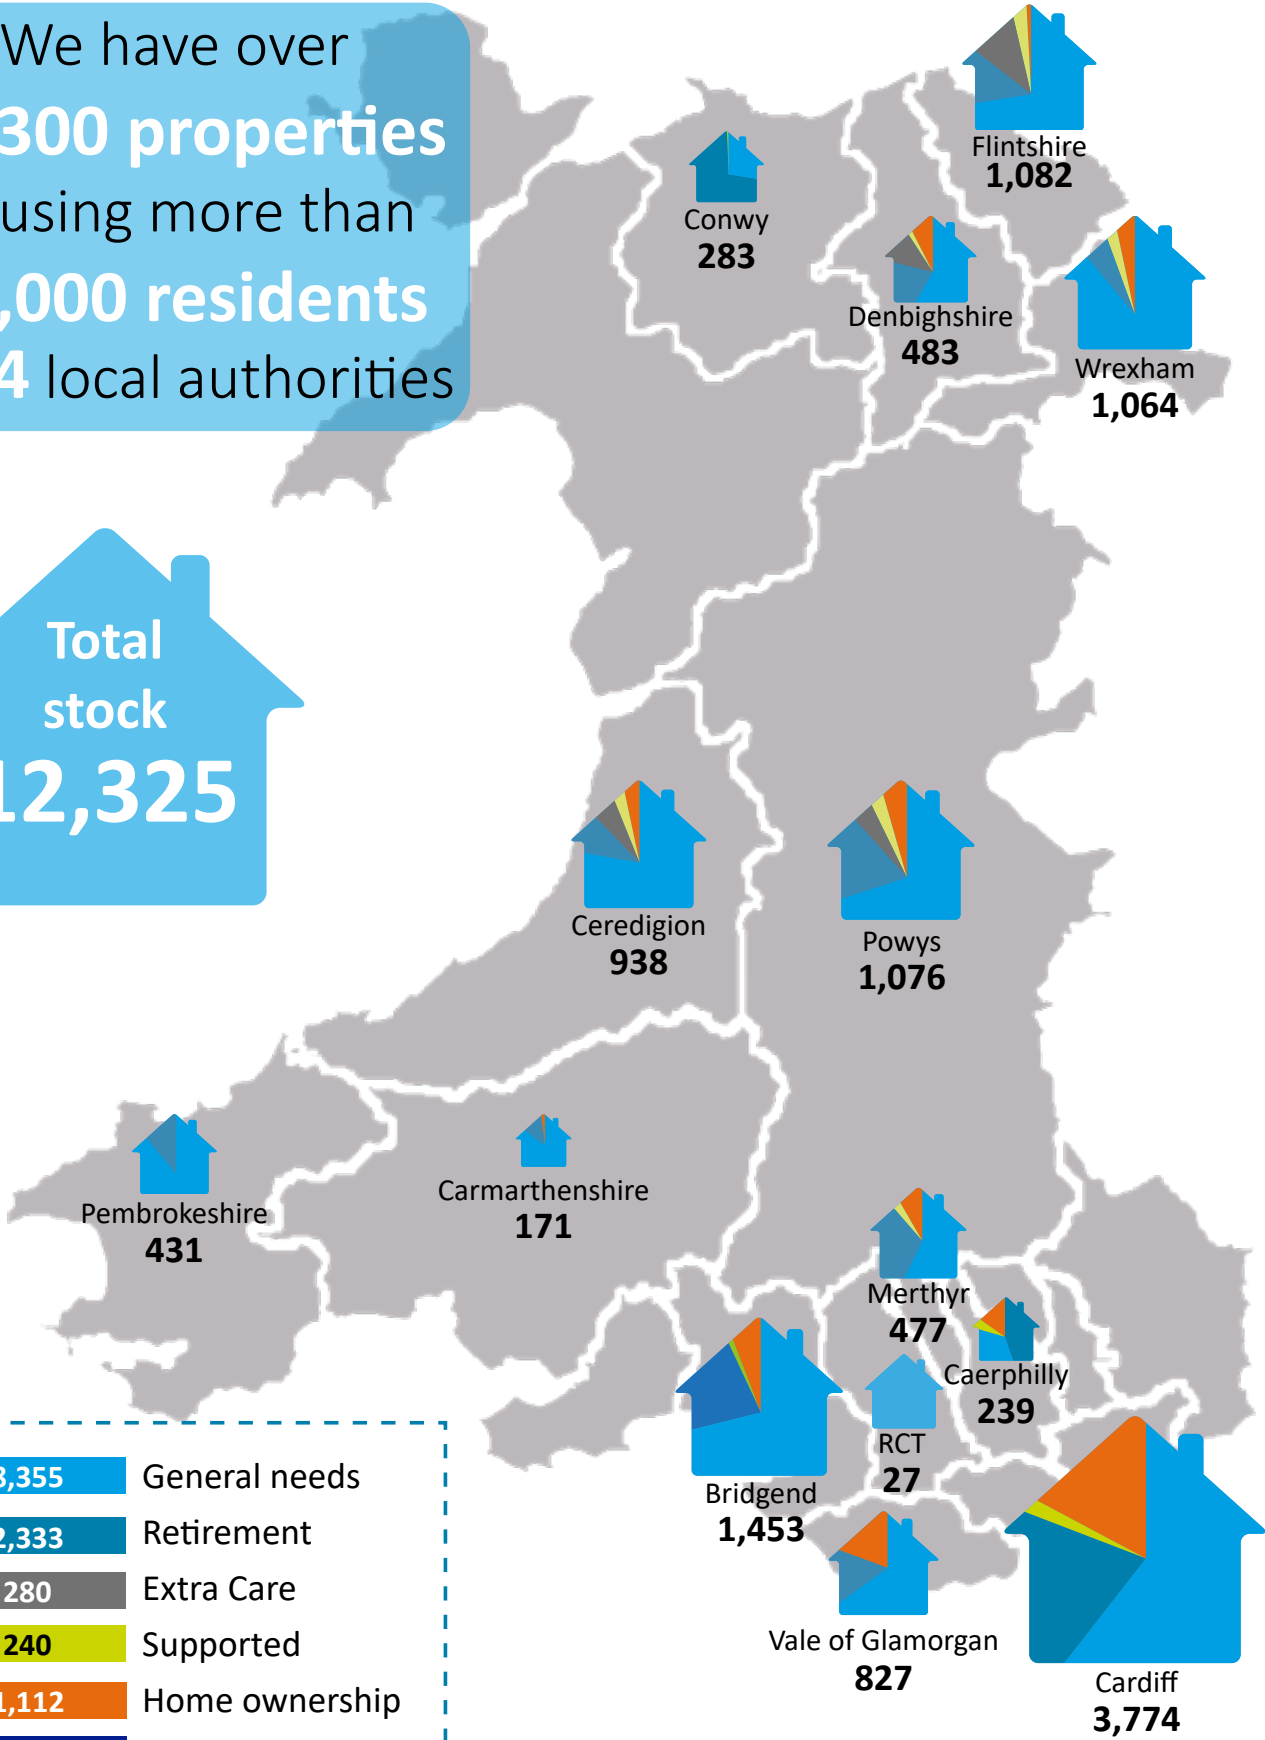 We have over
300 properties
using more than
,000 residents
4 local authorities
Flintshire
1,082
Conwy
283
Denbighshire
483
Wrexham
1,064
Total
stock
12,325
Ceredigion
938
Powys
1,076
Pembrokeshire
431
Carmarthenshire
171
Merthyr
477
Caerphilly
239
RCT
27
Bridgend
1,453
Vale of Glamorgan
827
Cardiff
3,774
8,355 General needs
2,333 Retirement
280 Extra Care
240 Supported
1,112 Home ownership